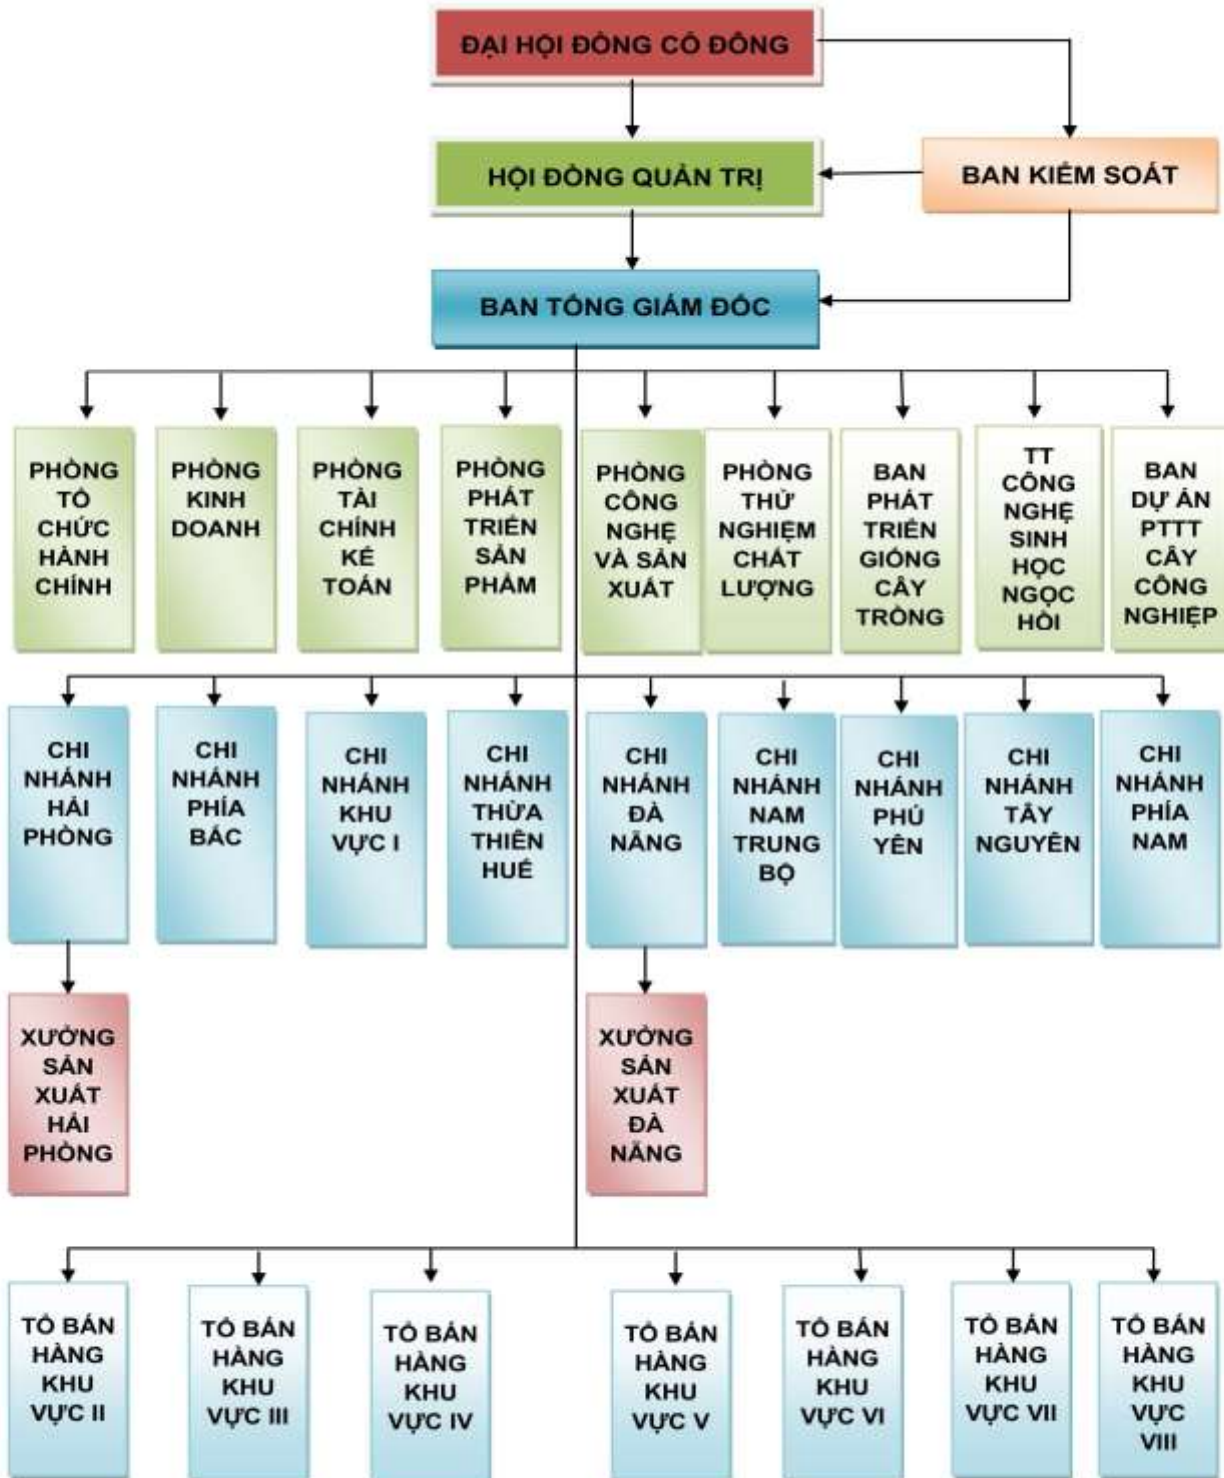 ĐẠI HỘI ĐỒNG CỔ ĐÔNG
HỘI ĐỒNG QUẢN TRỊ
BAN KIỂM SOÁT
BAN TỔNG GIÁM ĐỐC
PHÒNG
TỔ
CHỨC
HÀNH
CHÍNH
PHÒNG
KINH
DOANH
PHÒNG
TÀI
CHÍNH
KẾ
TOÁN
PHÒNG
PHÁT
TRIỂN
SẢN
PHẨM
PHÒNG
CÔNG
NGHỆ
VÀ SẢN
XUẤT
PHÒNG
THỬ
NGHIỆM
CHẤT
LƯỢNG
BAN
PHÁT
TRIỂN
GIỐNG
CÂY
TRỒNG
TT
CÔNG
NGHỆ
SINH
HỌC
NGỌC
HỒI
BAN
DỰ ÁN
PTTT
CÂY
CÔNG
NGHIỆP
CHI
NHÁNH
HẢI
PHÒNG
CHI
NHÁNH
PHÍA
BẮC
CHI
NHÁNH
KHU
VỰC I
CHI
NHÁNH
THỪA
THIÊN
HUẾ
CHI
NHÁNH
ĐÀ
NẴNG
CHI
NHÁNH
NAM
TRUNG
BỘ
CHI
NHÁNH
PHÚ
YÊN
CHI
NHÁNH
TÂY
NGUYÊN
CHI
NHÁNH
PHÍA
NAM
XƯỞNG
SẢN
XUẤT
HẢI
PHÒNG
XƯỞNG
SẢN
XUẤT
ĐÀ
NẴNG
TỔ BÁN
HÀNG
KHU
VỰC II
TỔ BÁN
HÀNG
KHU
VỰC III
TỔ BÁN
HÀNG
KHU
VỰC IV
TỔ BÁN
HÀNG
KHU
VỰC V
TỔ BÁN
HÀNG
KHU
VỰC VI
TỔ BÁN
HÀNG
KHU
VỰC VII
TỔ BÁN
HÀNG
KHU
VỰC
VIII